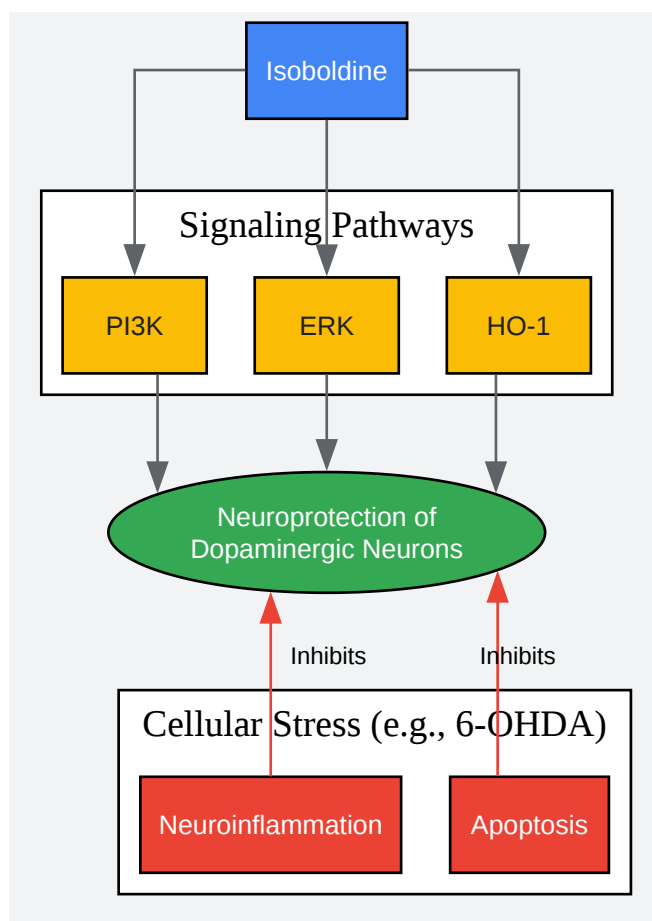 Isoboldine
Signaling Pathways
PI3K
ERK
HO-1
Neuroprotection of
Dopaminergic Neurons
Inhibits
Inhibits
Cellular Stress (e.g., 6-OHDA)
Neuroinflammation
Apoptosis